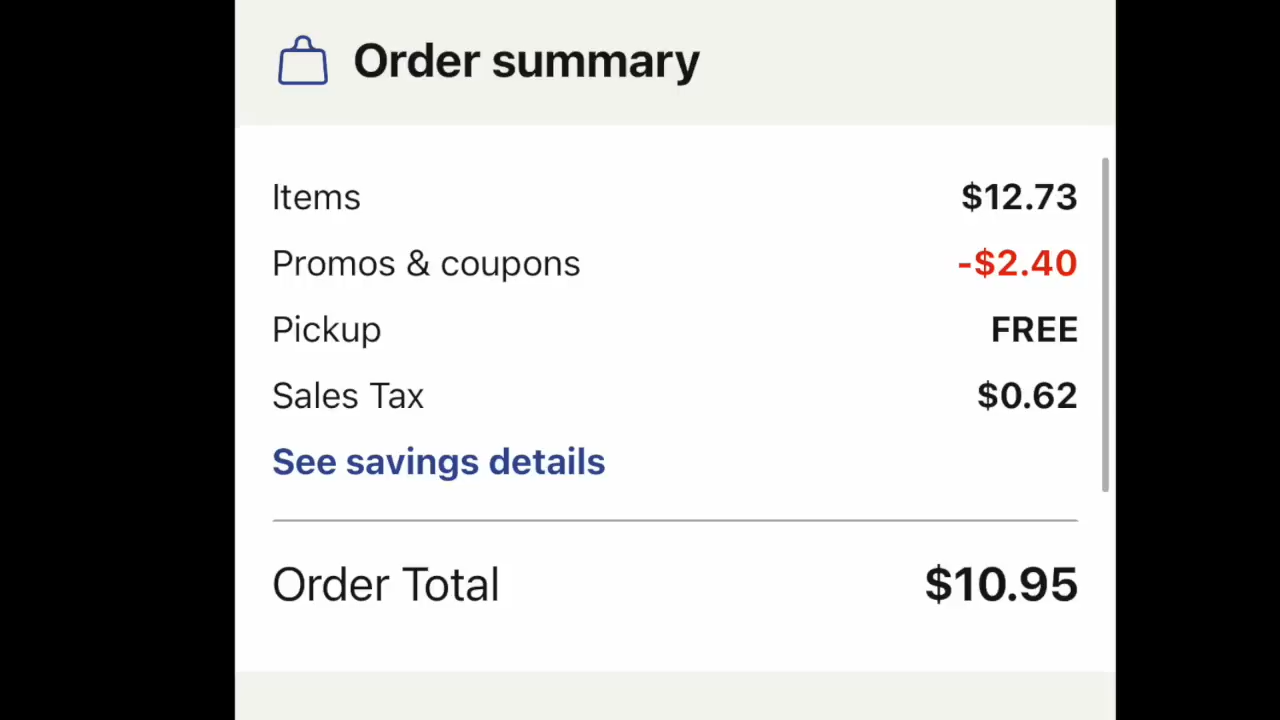 Order summary
Items $12.73
Promos & coupons -$2.40
Pickup FREE
Sales Tax $0.62
See savings details
Order Total $10.95